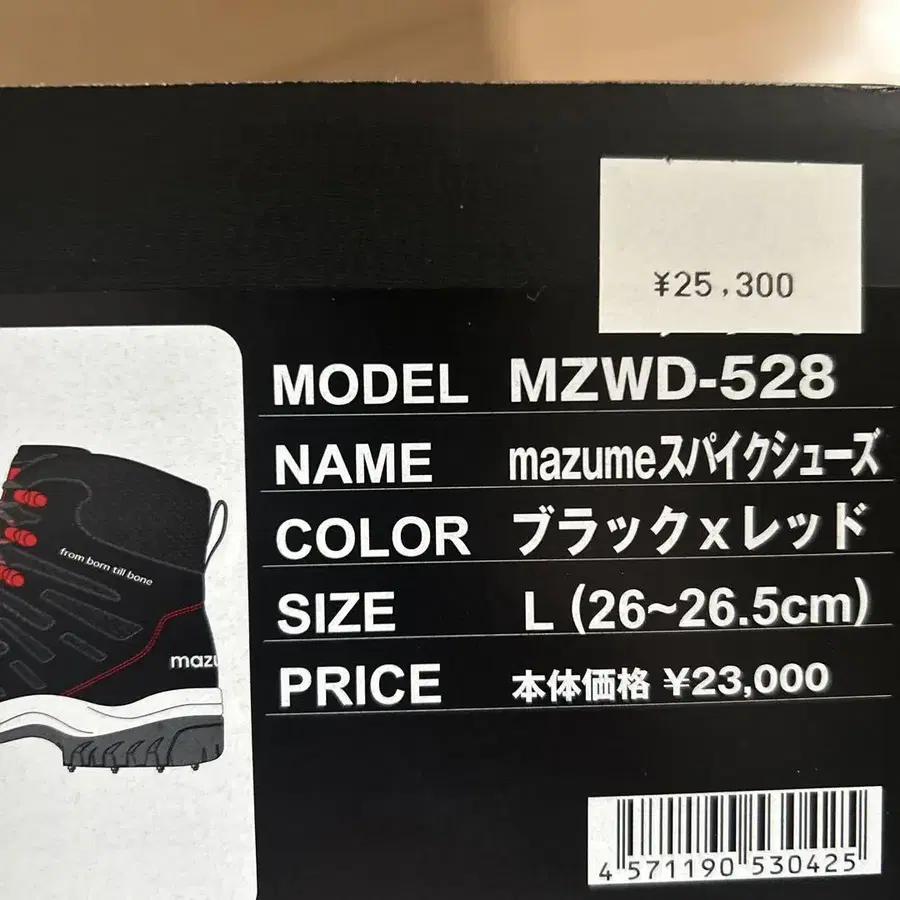 ¥25,300
MODEL MZWD-528
NAME mazumeスパイクシューズ
COLOR ブラックxレッド
SIZE L (26~26.5cm)
PRICE 本体価格 ¥23,000
from born till bone
mazu
4 571190 530425